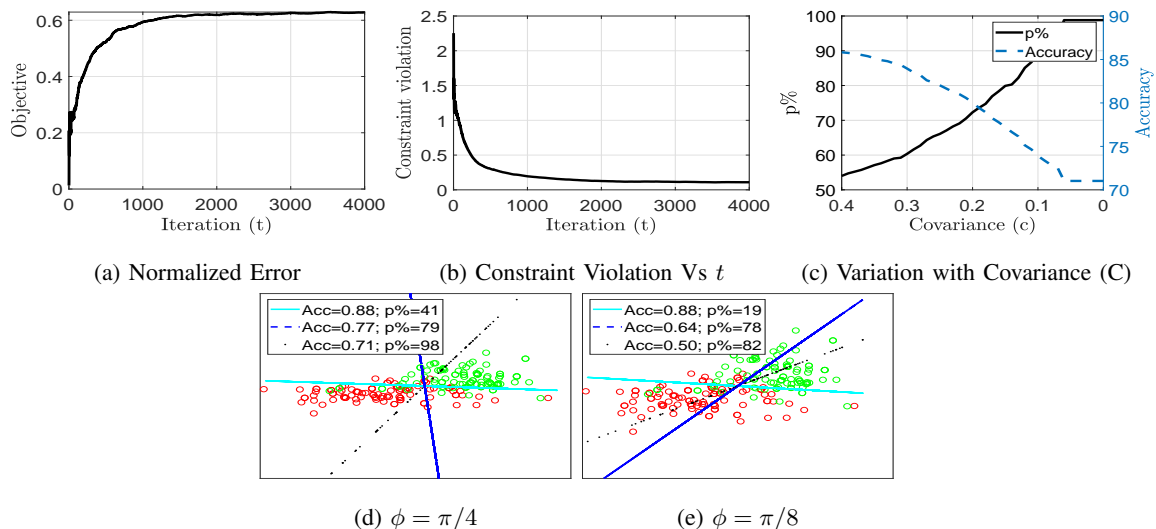 0.6
0.4
0.2
0
Objective
0 1000 2000 3000 4000
Iteration (t)
(a) Normalized Error
2.5
2
1.5
1
0.5
0
Constraint violation
0 1000 2000 3000 4000
Iteration (t)
(b) Constraint Violation Vs t
100
90
80
70
60
50
p%
p%
Accuracy
90
85
80
75
70
Accuracy
0.4 0.3 0.2 0.1 0
Covariance (c)
(c) Variation with Covariance (C)
Acc=0.88; p%=41
Acc=0.77; p%=79
Acc=0.71; p%=98
(d) ϕ = π/4
Acc=0.88; p%=19
Acc=0.64; p%=78
Acc=0.50; p%=82
(e) ϕ = π/8